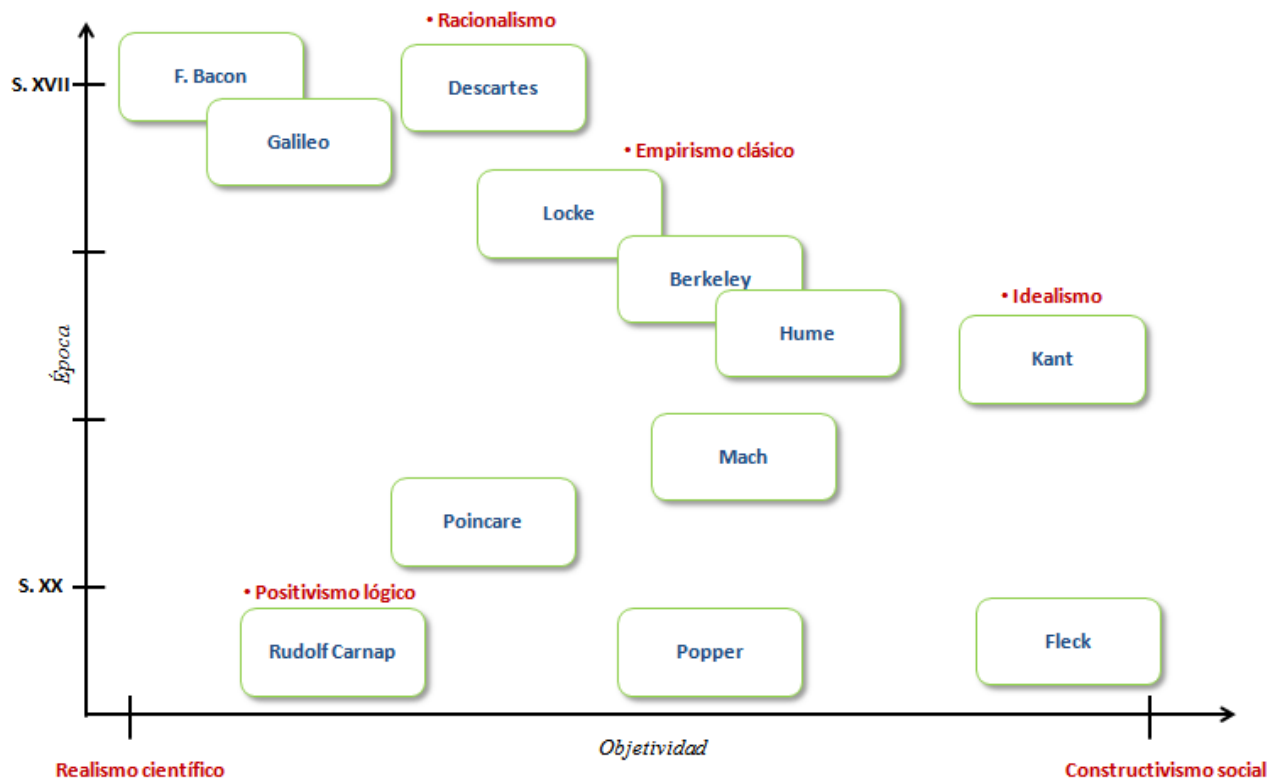 • Racionalismo
S. XVII
F. Bacon
Descartes
Galileo
• Empirismo clásico
Locke
Berkeley
• Idealismo
Hume
Kant
Época
Mach
Poincare
S. XX
• Positivismo lógico
Rudolf Carnap
Popper
Fleck
Objetividad
Realismo científico
Constructivismo social